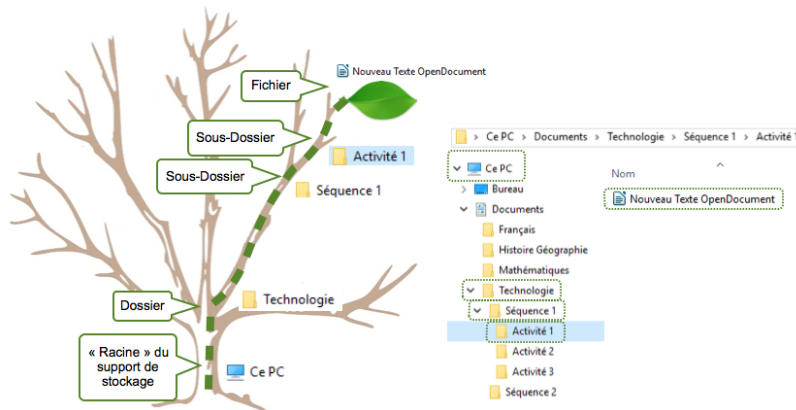 Nouveau Texte OpenDocument
Fichier
Sous-Dossier
Activité 1
Sous-Dossier
Séquence 1
Dossier
Technologie
« Racine » du
support de
stockage
Ce PC
> Ce PC > Documents > Technologie > Séquence 1 > Activité 1
Ce PC
Bureau
Documents
Français
Histoire Géographie
Mathématiques
Technologie
Séquence 1
Activité 1
Activité 2
Activité 3
Séquence 2
Nom
Nouveau Texte OpenDocument